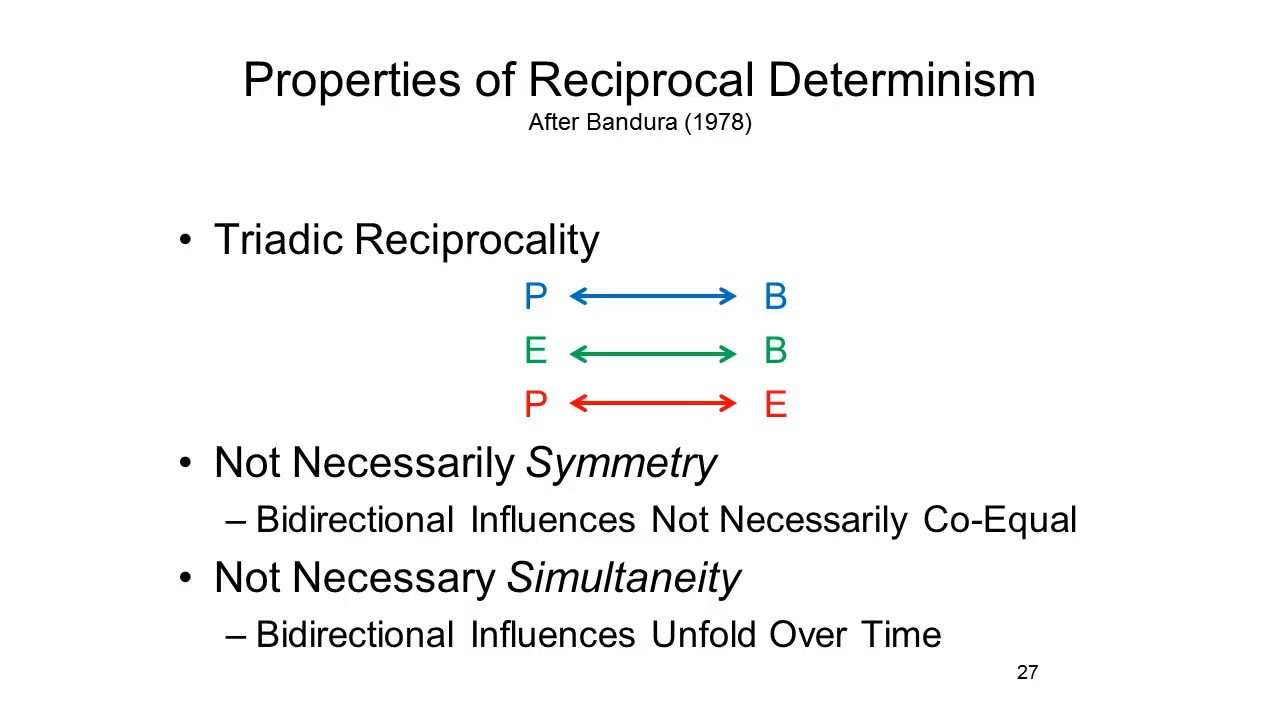 Properties of Reciprocal Determinism
After Bandura (1978)
• Triadic Reciprocality
P B
E B
P E
• Not Necessarily Symmetry
– Bidirectional Influences Not Necessarily Co-Equal
• Not Necessary Simultaneity
– Bidirectional Influences Unfold Over Time
27